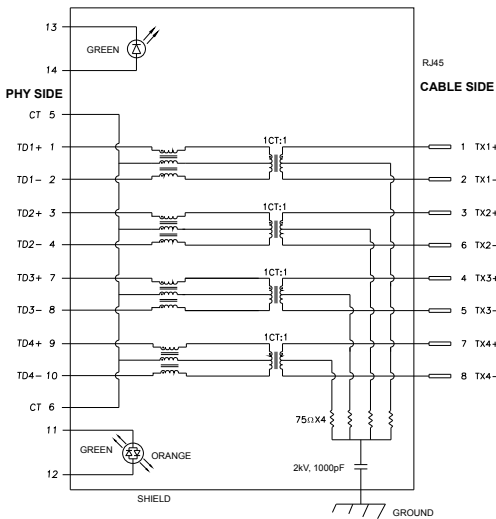 13
GREEN
14
RJ45
PHY SIDE
CABLE SIDE
CT 5
1CT:1
TD1+ 1
1 TX1+
TD1- 2
2 TX1-
1CT:1
TD2+ 3
3 TX2+
TD2- 4
6 TX2-
1CT:1
TD3+ 7
4 TX3+
TD3- 8
5 TX3-
1CT:1
TD4+ 9
7 TX4+
TD4- 10
8 TX4-
CT 6
75ΩX4
11
GREEN
ORANGE
12
2kV, 1000pF
SHIELD
GROUND